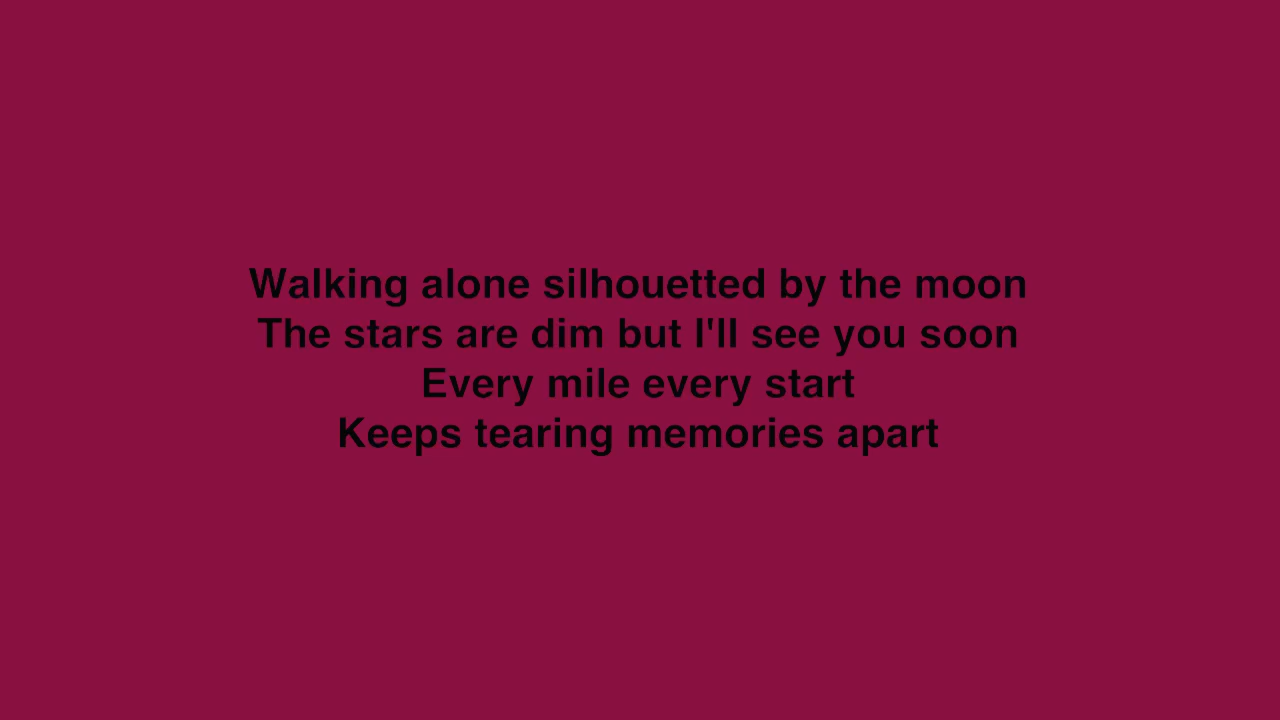 Walking alone silhouetted by the moon
The stars are dim but I'll see you soon
Every mile every start
Keeps tearing memories apart